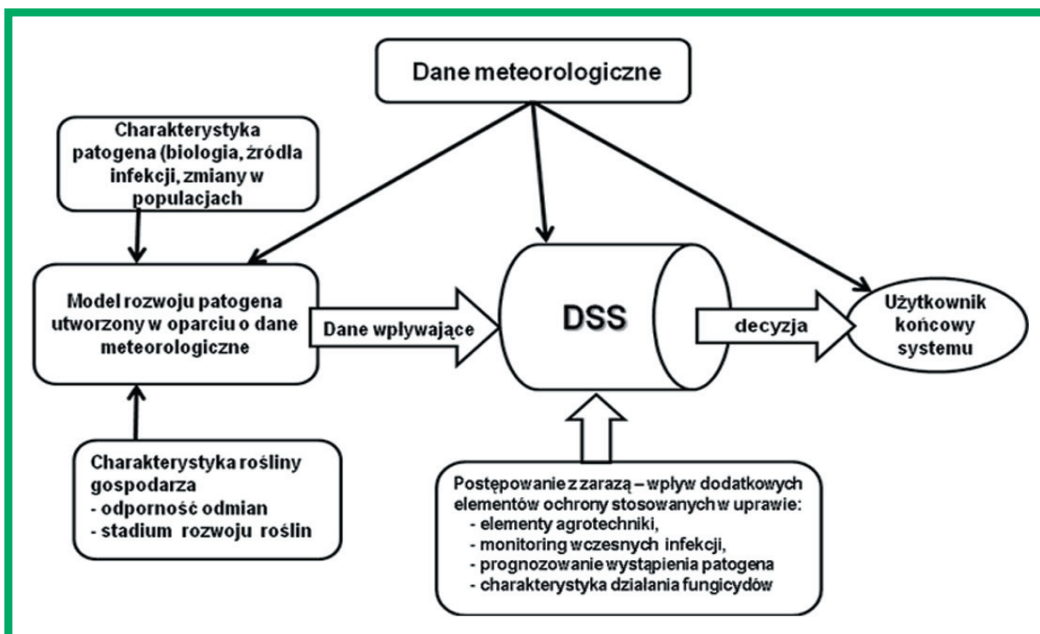 Dane meteorologiczne
Charakterystyka
patogena (biologia, źródła
infekcji, zmiany w
populacjach
Model rozwoju patogena
utworzony w oparciu o dane
meteorologiczne
Dane wpływające
DSS
decyzja
Użytkownik
końcowy
systemu
Charakterystyka rośliny
gospodarza
- odporność odmian
- stadium rozwoju roślin
Postępowanie z zarazą – wpływ dodatkowych
elementów ochrony stosowanych w uprawie:
- elementy agrotechniki,
- monitoring wczesnych infekcji,
- prognozowanie wystąpienia patogena
- charakterystyka działania fungicydów